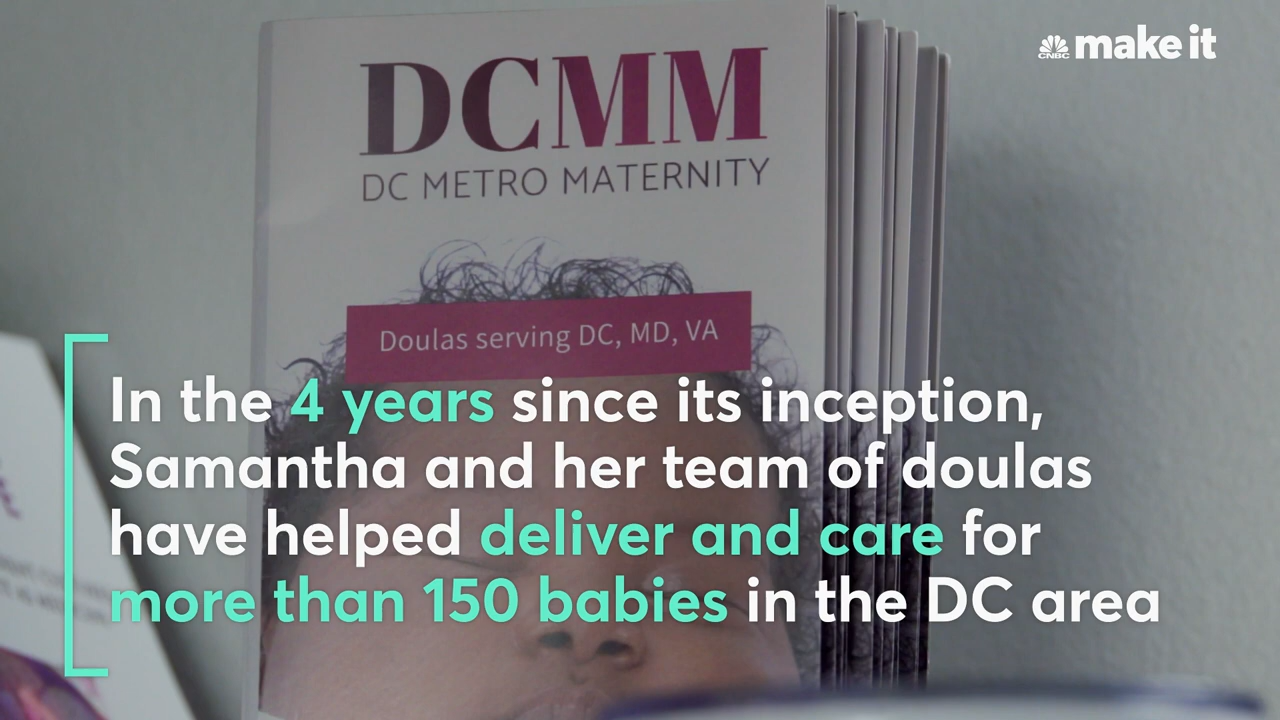 CNBC make it
DCMM
DC METRO MATERNITY
Doulas serving DC, MD, VA
In the 4 years since its inception,
Samantha and her team of doulas
have helped deliver and care for
more than 150 babies in the DC area